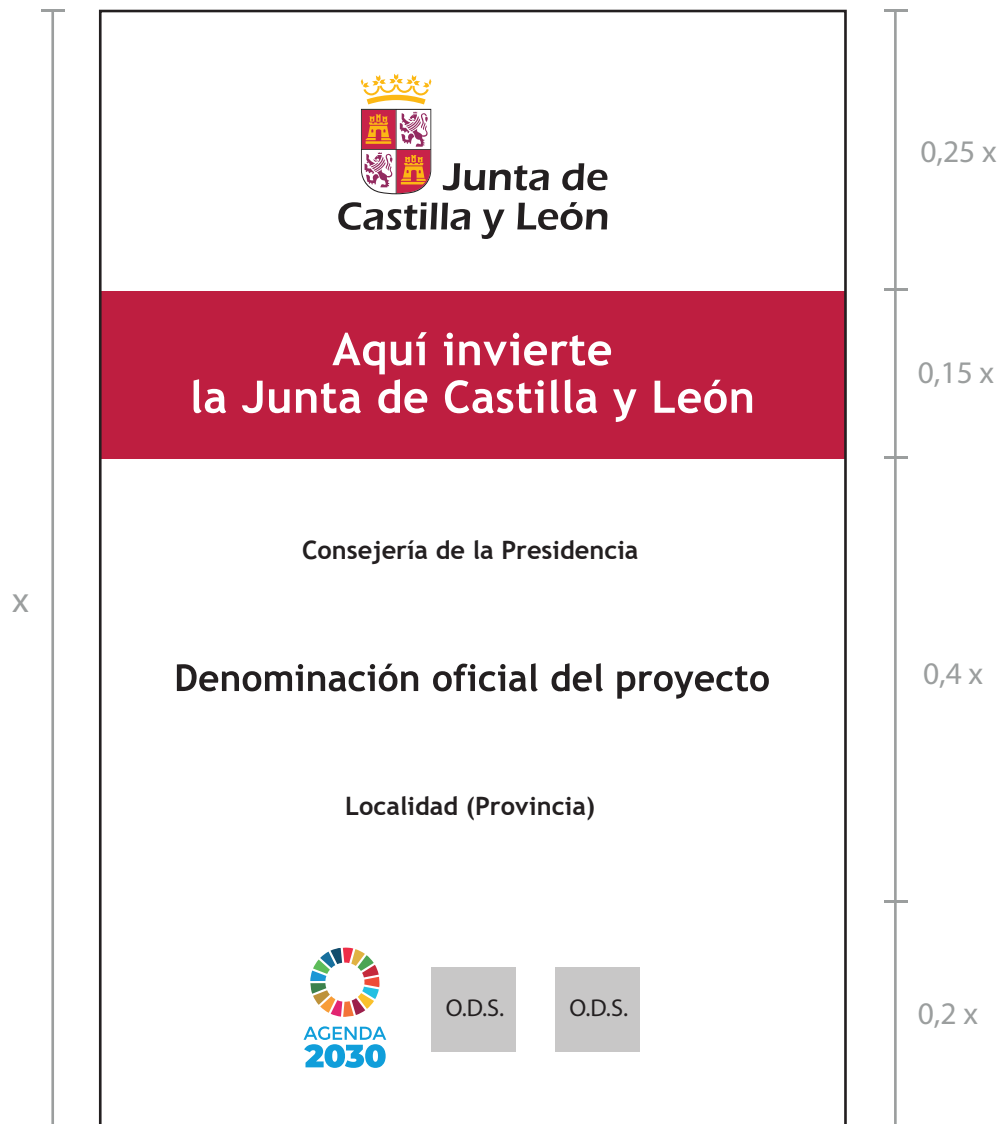 Junta de
Castilla y León
0,25 x
Aquí invierte
la Junta de Castilla y León
0,15 x
Consejería de la Presidencia
x
Denominación oficial del proyecto
0,4 x
Localidad (Provincia)
AGENDA
2030
O.D.S.
O.D.S.
0,2 x